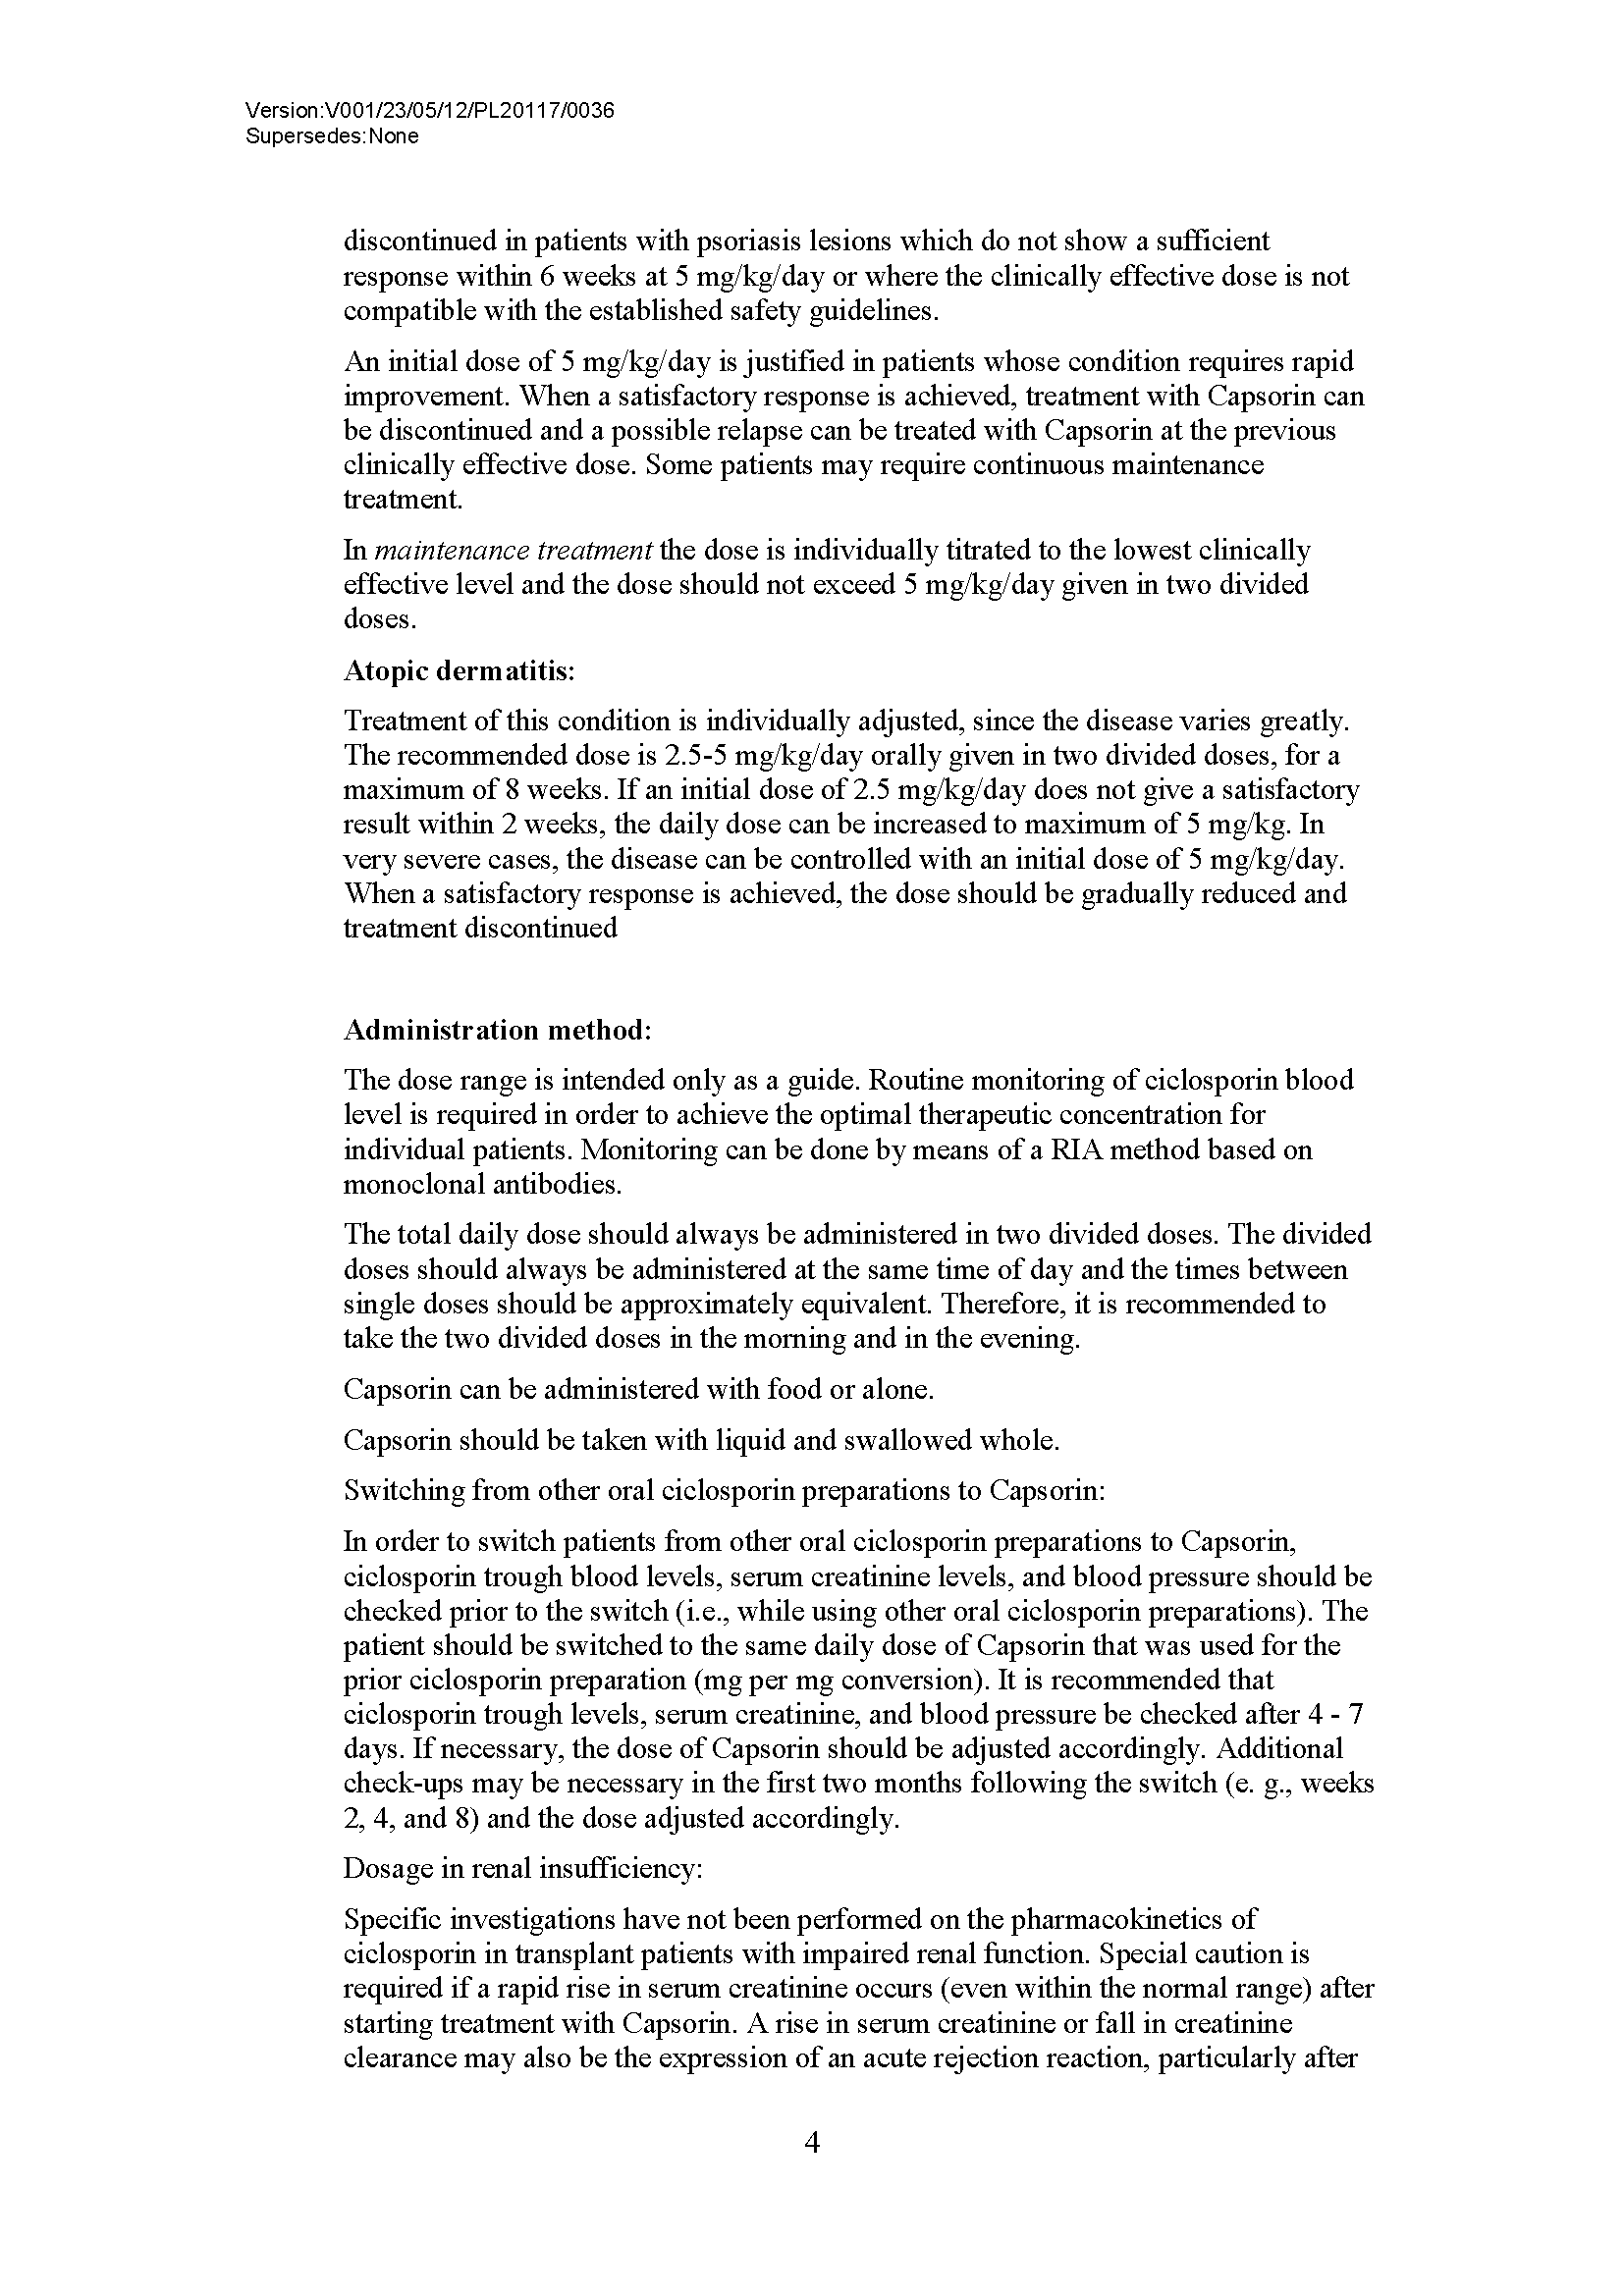 Version:V001/23/05/12/PL20117/0036
Supersedes:None
discontinued in patients with psoriasis lesions which do not show a sufficient
response within 6 weeks at 5 mg/kg/day or where the clinically effective dose is not
compatible with the established safety guidelines.
An initial dose of 5 mg/kg/day is justified in patients whose condition requires rapid
improvement. When a satisfactory response is achieved, treatment with Capsorin can
be discontinued and a possible relapse can be treated with Capsorin at the previous
clinically effective dose. Some patients may require continuous maintenance
treatment.
In maintenance treatment the dose is individually titrated to the lowest clinically
effective level and the dose should not exceed 5 mg/kg/day given in two divided
doses.
Atopic dermatitis:
Treatment of this condition is individually adjusted, since the disease varies greatly.
The recommended dose is 2.5-5 mg/kg/day orally given in two divided doses, for a
maximum of 8 weeks. If an initial dose of 2.5 mg/kg/day does not give a satisfactory
result within 2 weeks, the daily dose can be increased to maximum of 5 mg/kg. In
very severe cases, the disease can be controlled with an initial dose of 5 mg/kg/day.
When a satisfactory response is achieved, the dose should be gradually reduced and
treatment discontinued
Administration method:
The dose range is intended only as a guide. Routine monitoring of ciclosporin blood
level is required in order to achieve the optimal therapeutic concentration for
individual patients. Monitoring can be done by means of a RIA method based on
monoclonal antibodies.
The total daily dose should always be administered in two divided doses. The divided
doses should always be administered at the same time of day and the times between
single doses should be approximately equivalent. Therefore, it is recommended to
take the two divided doses in the morning and in the evening.
Capsorin can be administered with food or alone.
Capsorin should be taken with liquid and swallowed whole.
Switching from other oral ciclosporin preparations to Capsorin:
In order to switch patients from other oral ciclosporin preparations to Capsorin,
ciclosporin trough blood levels, serum creatinine levels, and blood pressure should be
checked prior to the switch (i.e., while using other oral ciclosporin preparations). The
patient should be switched to the same daily dose of Capsorin that was used for the
prior ciclosporin preparation (mg per mg conversion). It is recommended that
ciclosporin trough levels, serum creatinine, and blood pressure be checked after 4 - 7
days. If necessary, the dose of Capsorin should be adjusted accordingly. Additional
check-ups may be necessary in the first two months following the switch (e. g., weeks
2, 4, and 8) and the dose adjusted accordingly.
Dosage in renal insufficiency:
Specific investigations have not been performed on the pharmacokinetics of
ciclosporin in transplant patients with impaired renal function. Special caution is
required if a rapid rise in serum creatinine occurs (even within the normal range) after
starting treatment with Capsorin. A rise in serum creatinine or fall in creatinine
clearance may also be the expression of an acute rejection reaction, particularly after
4